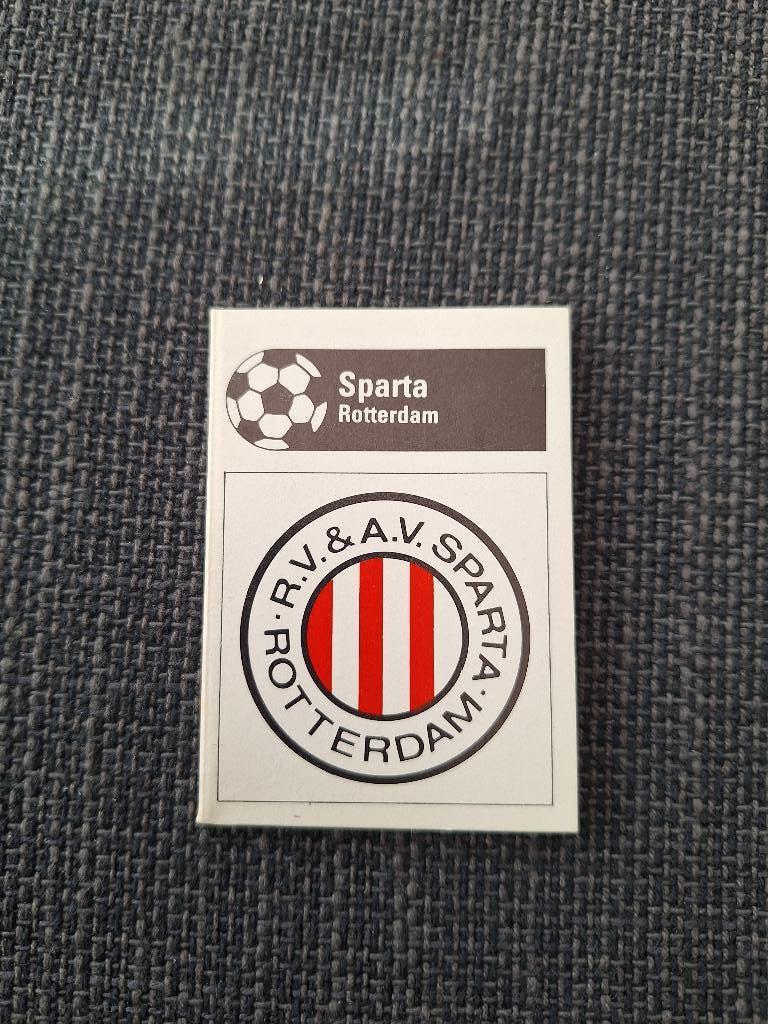 Sparta
Rotterdam
· R.V. & A.V. SPARTA ·
ROTTERDAM